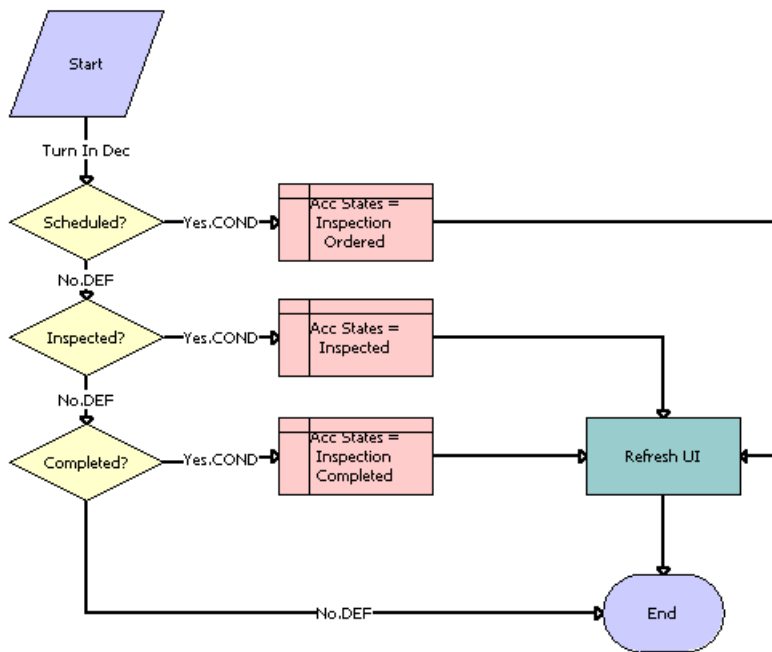 Start
Turn In Dec
Scheduled?
Yes.COND
Acc States =
Inspection
Ordered
No.DEF
Inspected?
Yes.COND
Acc States =
Inspected
No.DEF
Completed?
Yes.COND
Acc States =
Inspection
Completed
Refresh UI
No.DEF
End